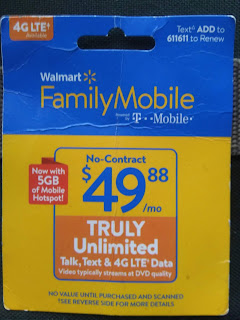 4G LTE†
Available
Text^ ADD to
611611 to Renew
Walmart
FamilyMobile
Powered by T··Mobile·
Now with
5GB
of Mobile
Hotspot!
No-Contract
$49.88
/mo
TRULY
Unlimited
Talk, Text & 4G LTE† Data
Video typically streams at DVD quality
NO VALUE UNTIL PURCHASED AND SCANNED
†SEE REVERSE SIDE FOR MORE DETAILS